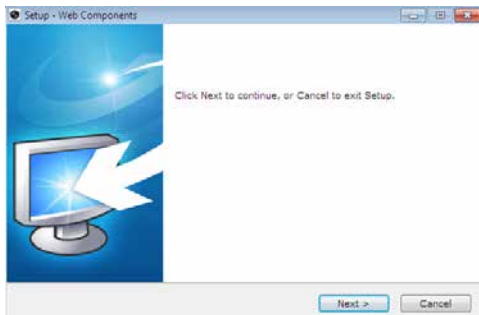 Setup - Web Components
Click Next to continue, or Cancel to exit Setup.
Next >
Cancel